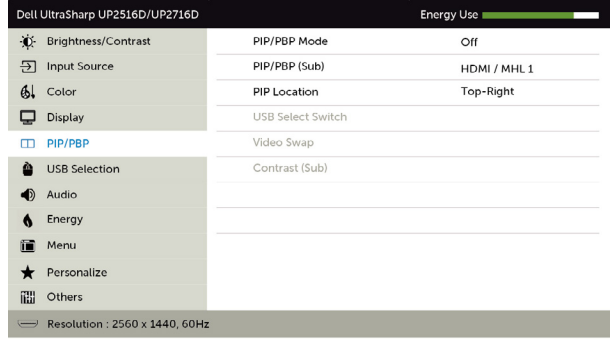 Dell UltraSharp UP2516D/UP2716D Energy Use
Brightness/Contrast PIP/PBP Mode Off
Input Source PIP/PBP (Sub) HDMI / MHL 1
Color PIP Location Top-Right
Display USB Select Switch
PIP/PBP Video Swap
USB Selection Contrast (Sub)
Audio
Energy
Menu
Personalize
Others
Resolution : 2560 x 1440, 60Hz